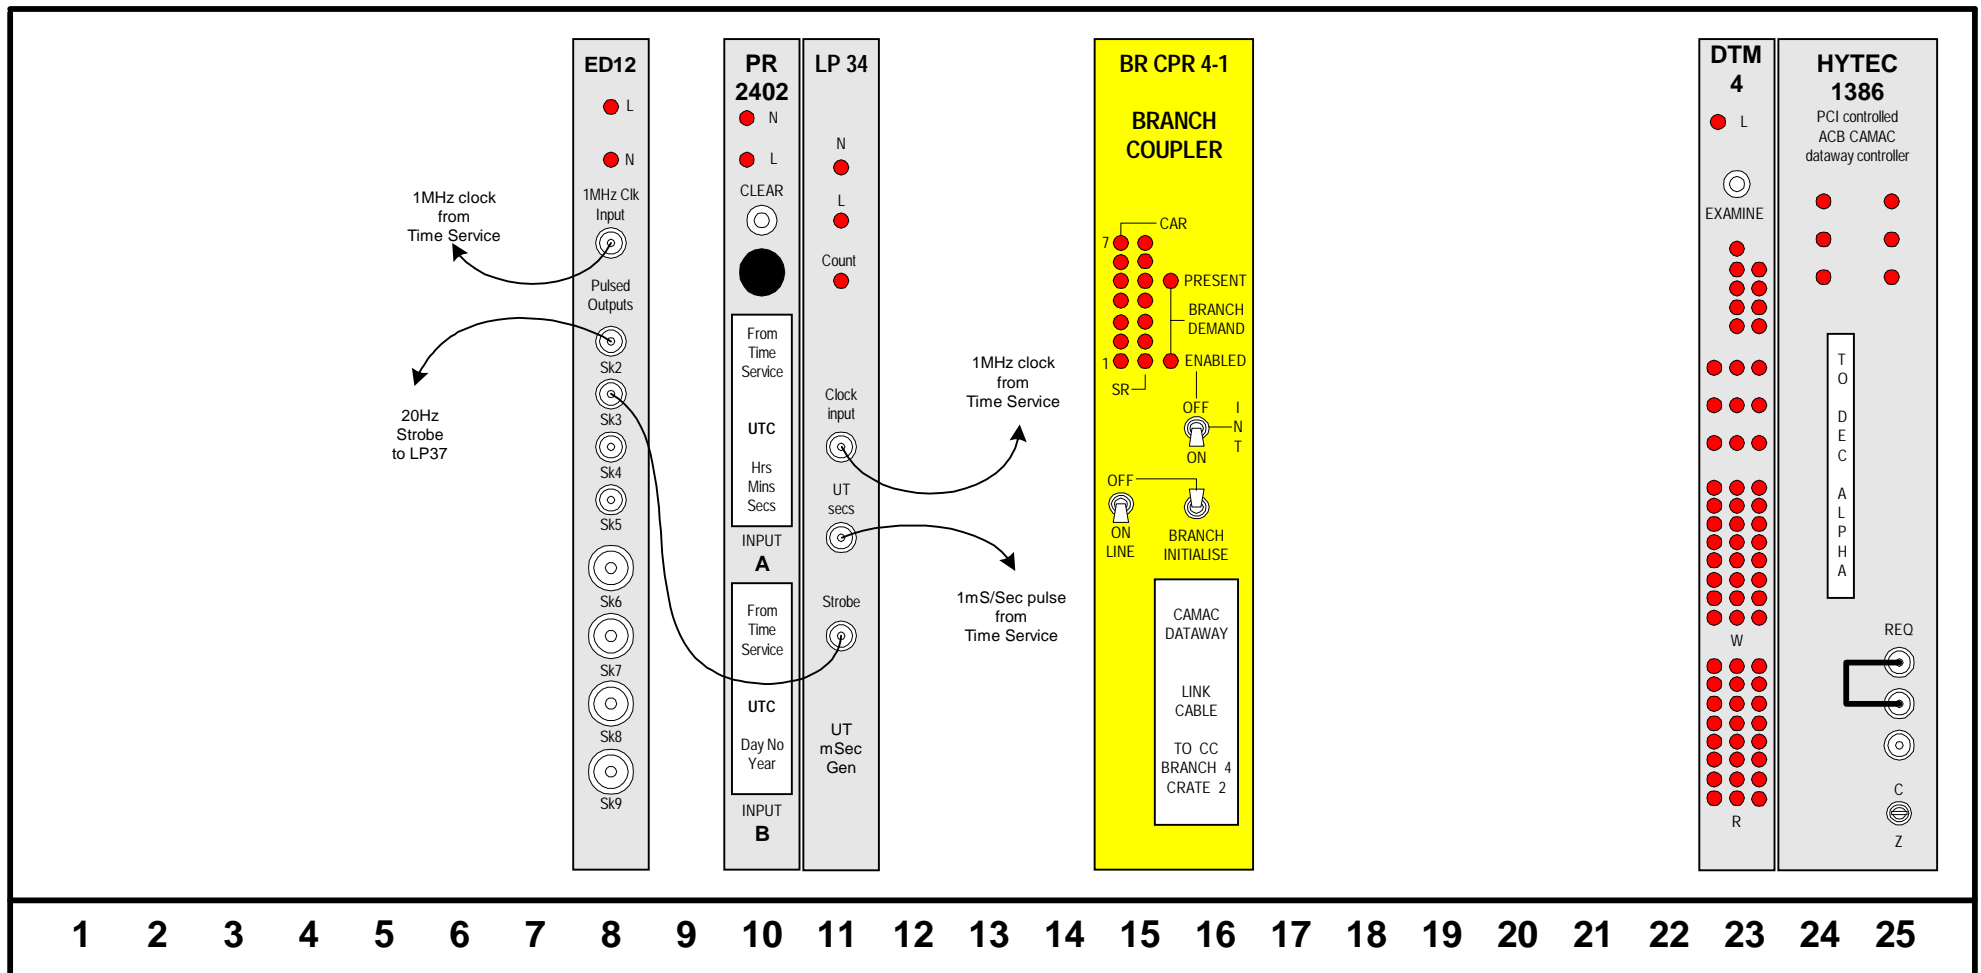 1MHz clock
from
Time Service
20Hz
Strobe
to LP37
ED12
L
N
1MHz Clk
Input
Pulsed
Outputs
Sk2
Sk3
Sk4
Sk5
Sk6
Sk7
Sk8
Sk9
PR
2402
N
L
CLEAR
From
Time
Service
UTC
Hrs
Mins
Secs
INPUT
A
From
Time
Service
UTC
Day No
Year
INPUT
B
LP 34
N
L
Count
Clock
input
UT
secs
Strobe
UT
mSec
Gen
1MHz clock
from
Time Service
1mS/Sec pulse
from
Time Service
BR CPR 4-1
BRANCH
COUPLER
CAR
7
PRESENT
BRANCH
DEMAND
1
ENABLED
SR
OFF
I
N
T
ON
OFF
ON
LINE
BRANCH
INITIALISE
CAMAC
DATAWAY
LINK
CABLE
TO CC
BRANCH 4
CRATE 2
DTM
4
L
EXAMINE
W
R
HYTEC
1386
PCI controlled
ACB CAMAC
dataway controller
T
O
D
E
C
A
L
P
H
A
REQ
C
Z
1 2 3 4 5 6 7 8 9 10 11 12 13 14 15 16 17 18 19 20 21 22 23 24 25